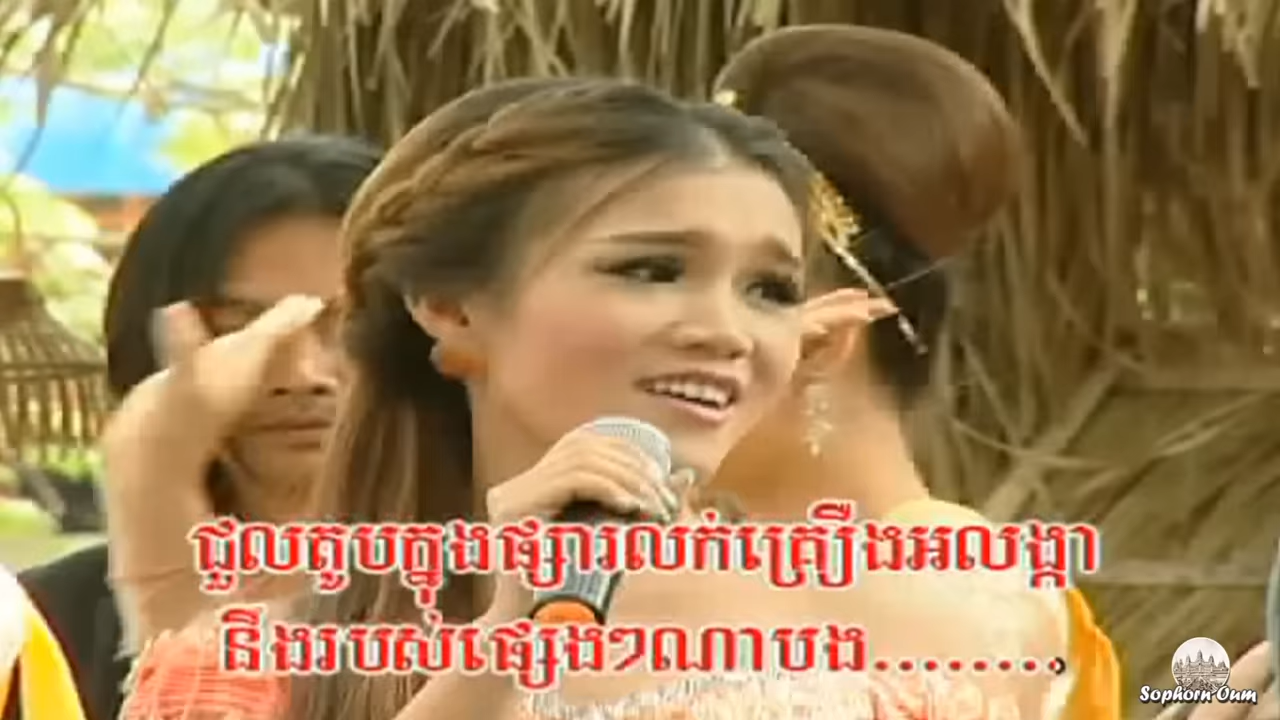 ជួលតូបក្នុងផ្សារលក់គ្រឿងអលង្កា
នឹងរបស់ផ្សេងៗណាបង.........
Sophorn Oum